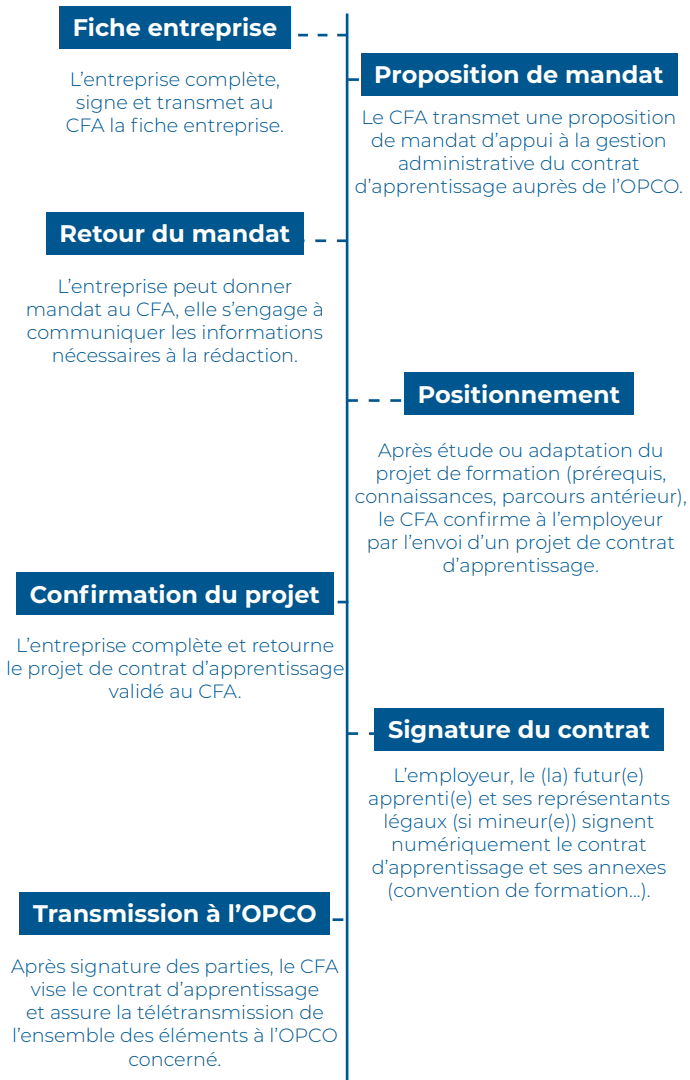 Fiche entreprise
L'entreprise complète,
signe et transmet au
CFA la fiche entreprise.
Proposition de mandat
Le CFA transmet une proposition
de mandat d'appui à la gestion
administrative du contrat
d'apprentissage auprès de l'OPCO.
Retour du mandat
L'entreprise peut donner
mandat au CFA, elle s'engage à
communiquer les informations
nécessaires à la rédaction.
Positionnement
Après étude ou adaptation du
projet de formation (prérequis,
connaissances, parcours antérieur),
le CFA confirme à l'employeur
par l'envoi d'un projet de contrat
d'apprentissage.
Confirmation du projet
L'entreprise complète et retourne
le projet de contrat d'apprentissage
validé au CFA.
Signature du contrat
L'employeur, le (la) futur(e)
apprenti(e) et ses représentants
légaux (si mineur(e)) signent
numériquement le contrat
d'apprentissage et ses annexes
(convention de formation...).
Transmission à l'OPCO
Après signature des parties, le CFA
vise le contrat d'apprentissage
et assure la télétransmission de
l'ensemble des éléments à l'OPCO
concerné.